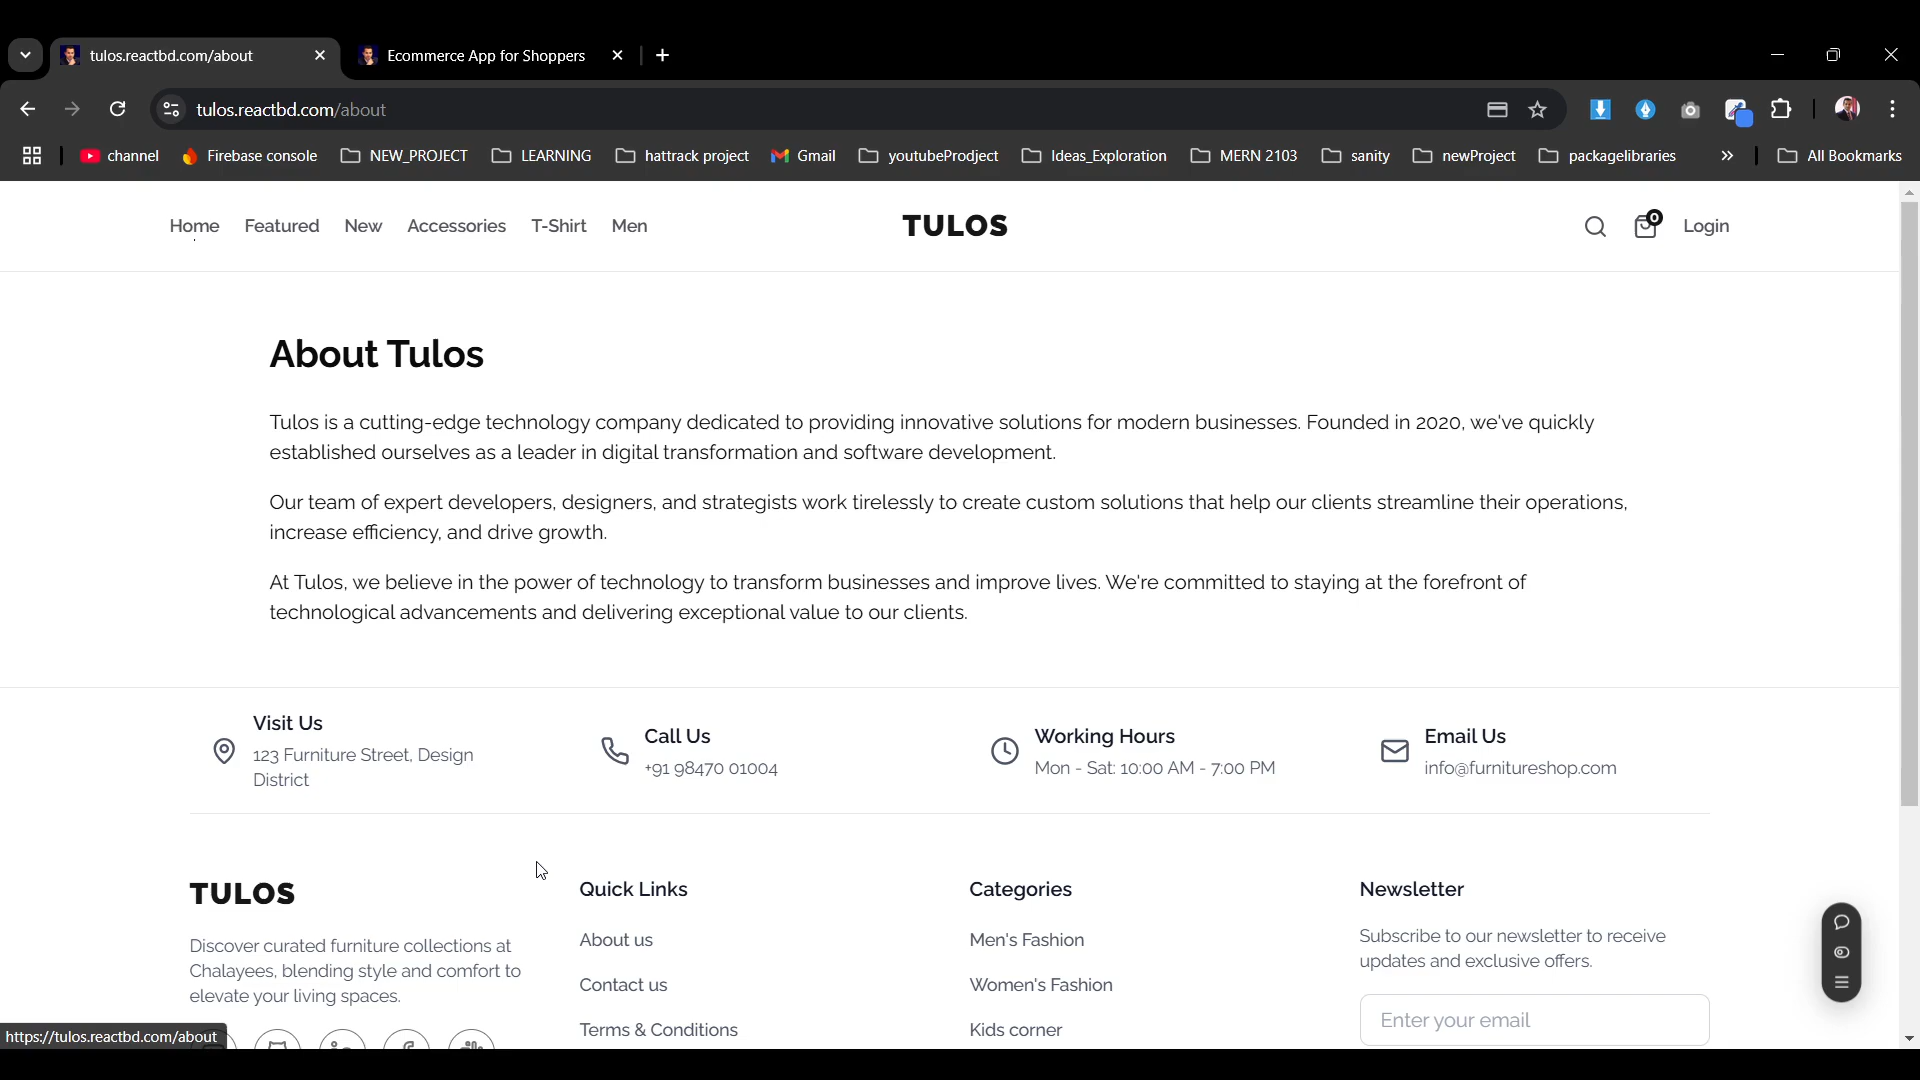 tulos.reactbd.com/about
Ecommerce App for Shoppers
tulos.reactbd.com/about
channel
Firebase console
NEW_PROJECT
LEARNING
hattrack project
Gmail
youtubeProdject
Ideas_Exploration
MERN 2103
sanity
newProject
packagelibraries
All Bookmarks
Home
Featured
New
Accessories
T-Shirt
Men
TULOS
0
Login
About Tulos
Tulos is a cutting-edge technology company dedicated to providing innovative solutions for modern businesses. Founded in 2020, we've quickly
established ourselves as a leader in digital transformation and software development.
Our team of expert developers, designers, and strategists work tirelessly to create custom solutions that help our clients streamline their operations,
increase efficiency, and drive growth.
At Tulos, we believe in the power of technology to transform businesses and improve lives. We're committed to staying at the forefront of
technological advancements and delivering exceptional value to our clients.
Visit Us
123 Furniture Street, Design
District
Call Us
+91 98470 01004
Working Hours
Mon - Sat: 10:00 AM - 7:00 PM
Email Us
info@furnitureshop.com
TULOS
Discover curated furniture collections at
Chalayees, blending style and comfort to
elevate your living spaces.
Quick Links
About us
Contact us
Terms & Conditions
Categories
Men's Fashion
Women's Fashion
Kids corner
Newsletter
Subscribe to our newsletter to receive
updates and exclusive offers.
Enter your email
https://tulos.reactbd.com/about